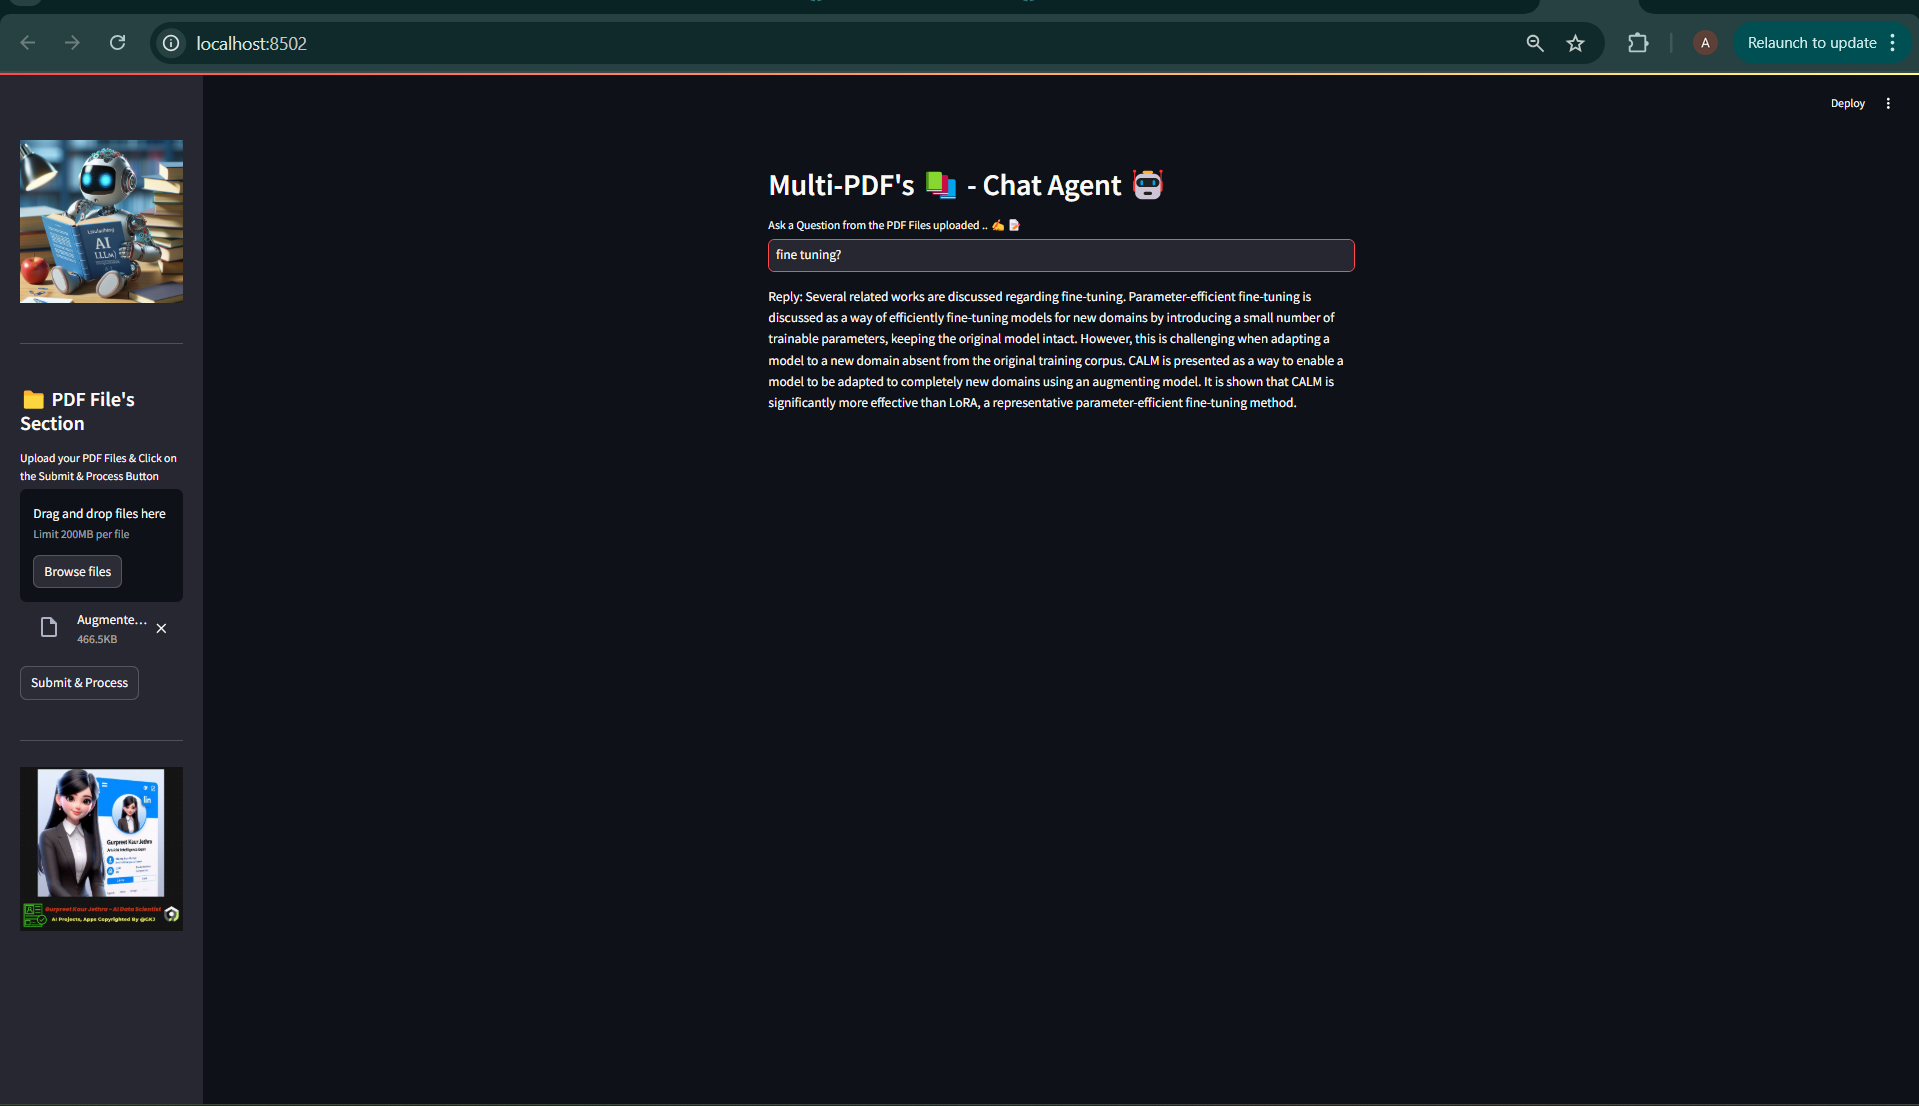 localhost:8502
A
Relaunch to update
Deploy
AI
Multi-PDF's 📚 - Chat Agent 🤖
Ask a Question from the PDF Files uploaded .. ✍️ 📝
fine tuning?
Reply: Several related works are discussed regarding fine-tuning. Parameter-efficient fine-tuning is
discussed as a way of efficiently fine-tuning models for new domains by introducing a small number of
trainable parameters, keeping the original model intact. However, this is challenging when adapting a
model to a new domain absent from the original training corpus. CALM is presented as a way to enable a
model to be adapted to completely new domains using an augmenting model. It is shown that CALM is
significantly more effective than LoRA, a representative parameter-efficient fine-tuning method.
📁 PDF File's
Section
Upload your PDF Files & Click on
the Submit & Process Button
Drag and drop files here
Limit 200MB per file
Browse files
Augmente...
466.5KB
Submit & Process
lin
Gurpreet Kaur Jethra
Gurpreet Kaur Jethra - AI Data Scientist
AI Projects, Apps Copyrighted By @GKJ